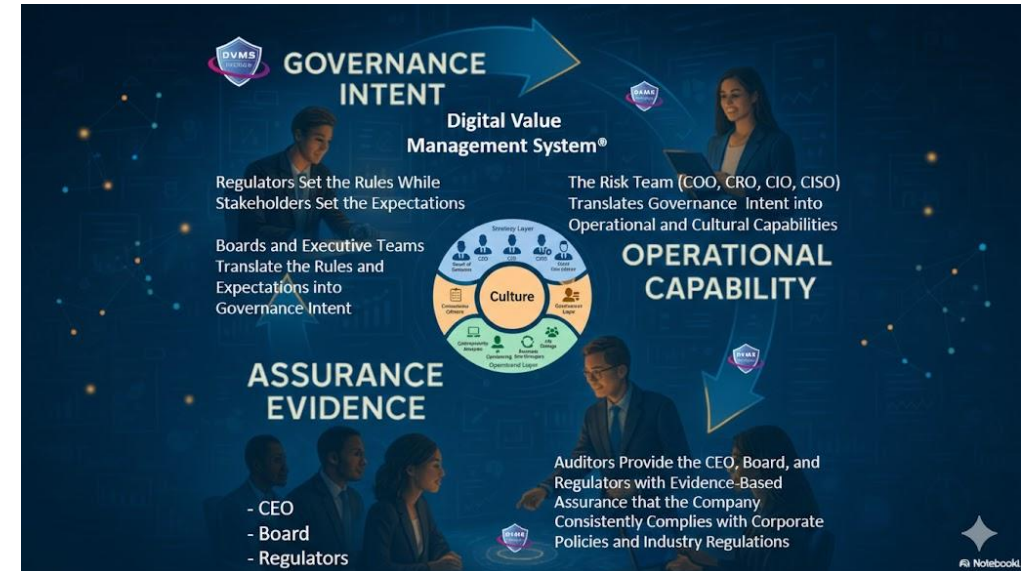 DVMS
GOVERNANCE
INTENT
Digital Value
Management System®
Regulators Set the Rules While
Stakeholders Set the Expectations
The Risk Team (COO, CRO, CIO, CISO)
Translates Governance Intent into
Operational and Cultural Capabilities
Boards and Executive Teams
Translate the Rules and
Expectations into
Governance Intent
OPERATIONAL
CAPABILITY
Strategy Layer
Culture
Layer
Operational Layer
ASSURANCE
EVIDENCE
DVMS
- CEO
- Board
- Regulators
Auditors Provide the CEO, Board, and
Regulators with Evidence-Based
Assurance that the Company
Consistently Complies with Corporate
Policies and Industry Regulations